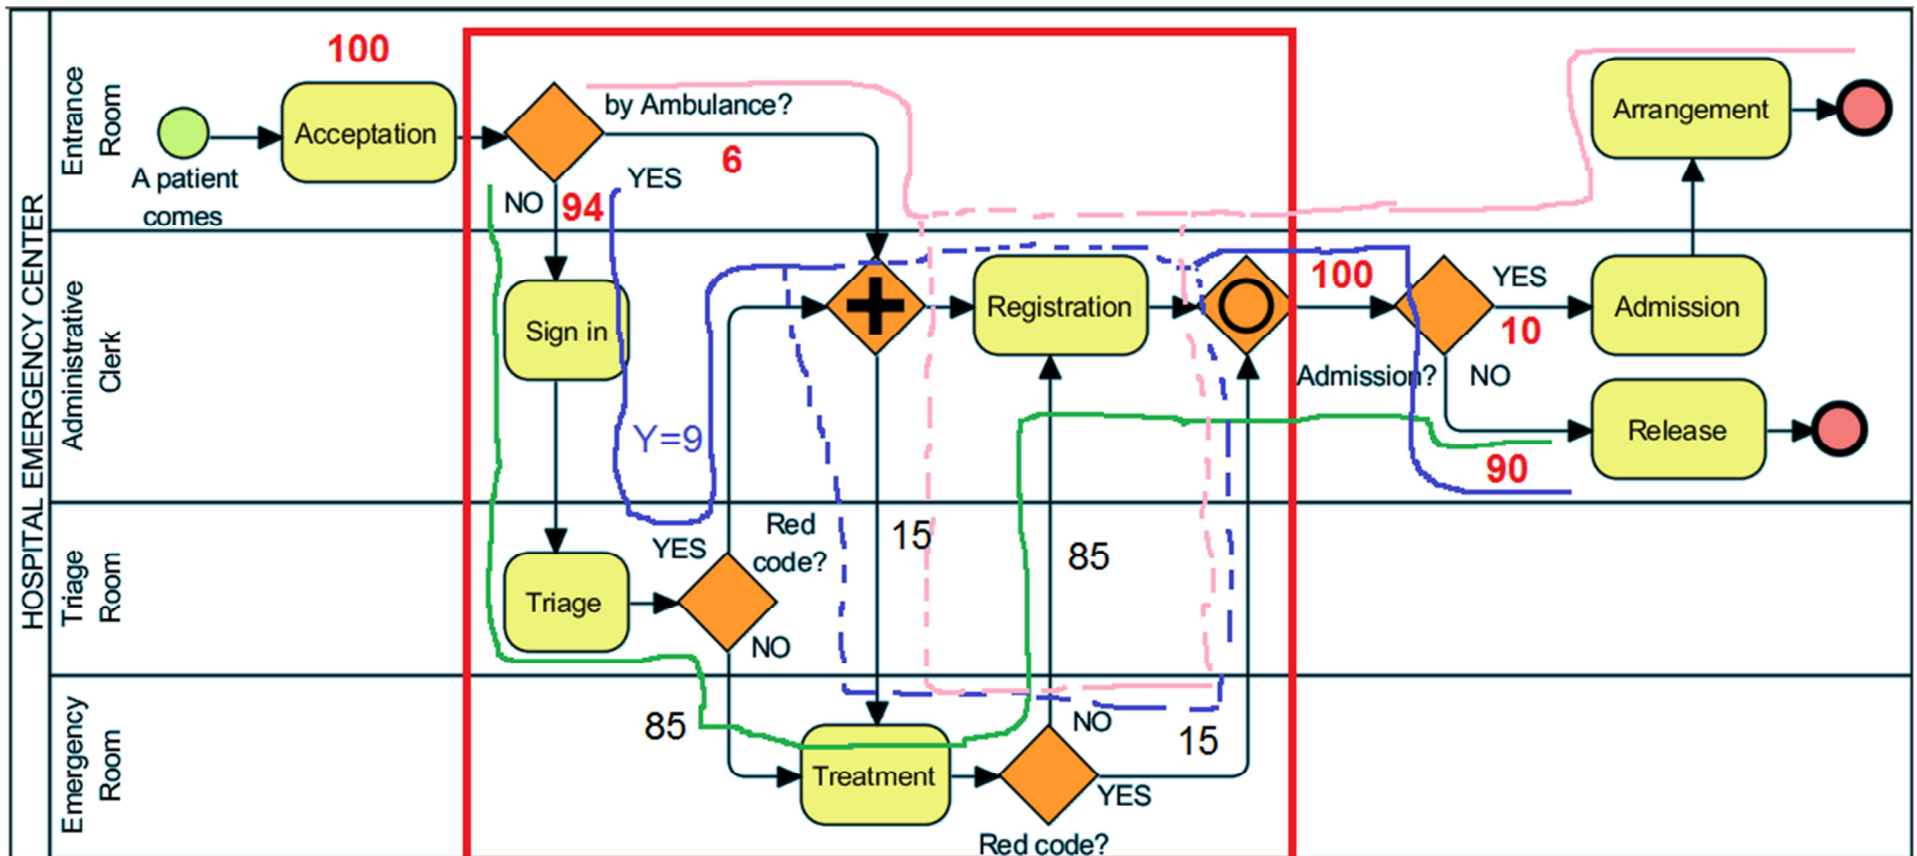 HOSPITAL EMERGENCY CENTER
Entrance
Room
100
Acceptation
A patient
comes
by Ambulance?
6
YES
NO
94
Arrangement
Administrative
Clerk
Sign in
Y=9
Registration
100
YES
10
Admission
Admission?
NO
Release
90
Triage
Room
Triage
YES
Red
code?
NO
15
85
Emergency
Room
85
Treatment
NO
15
YES
Red code?